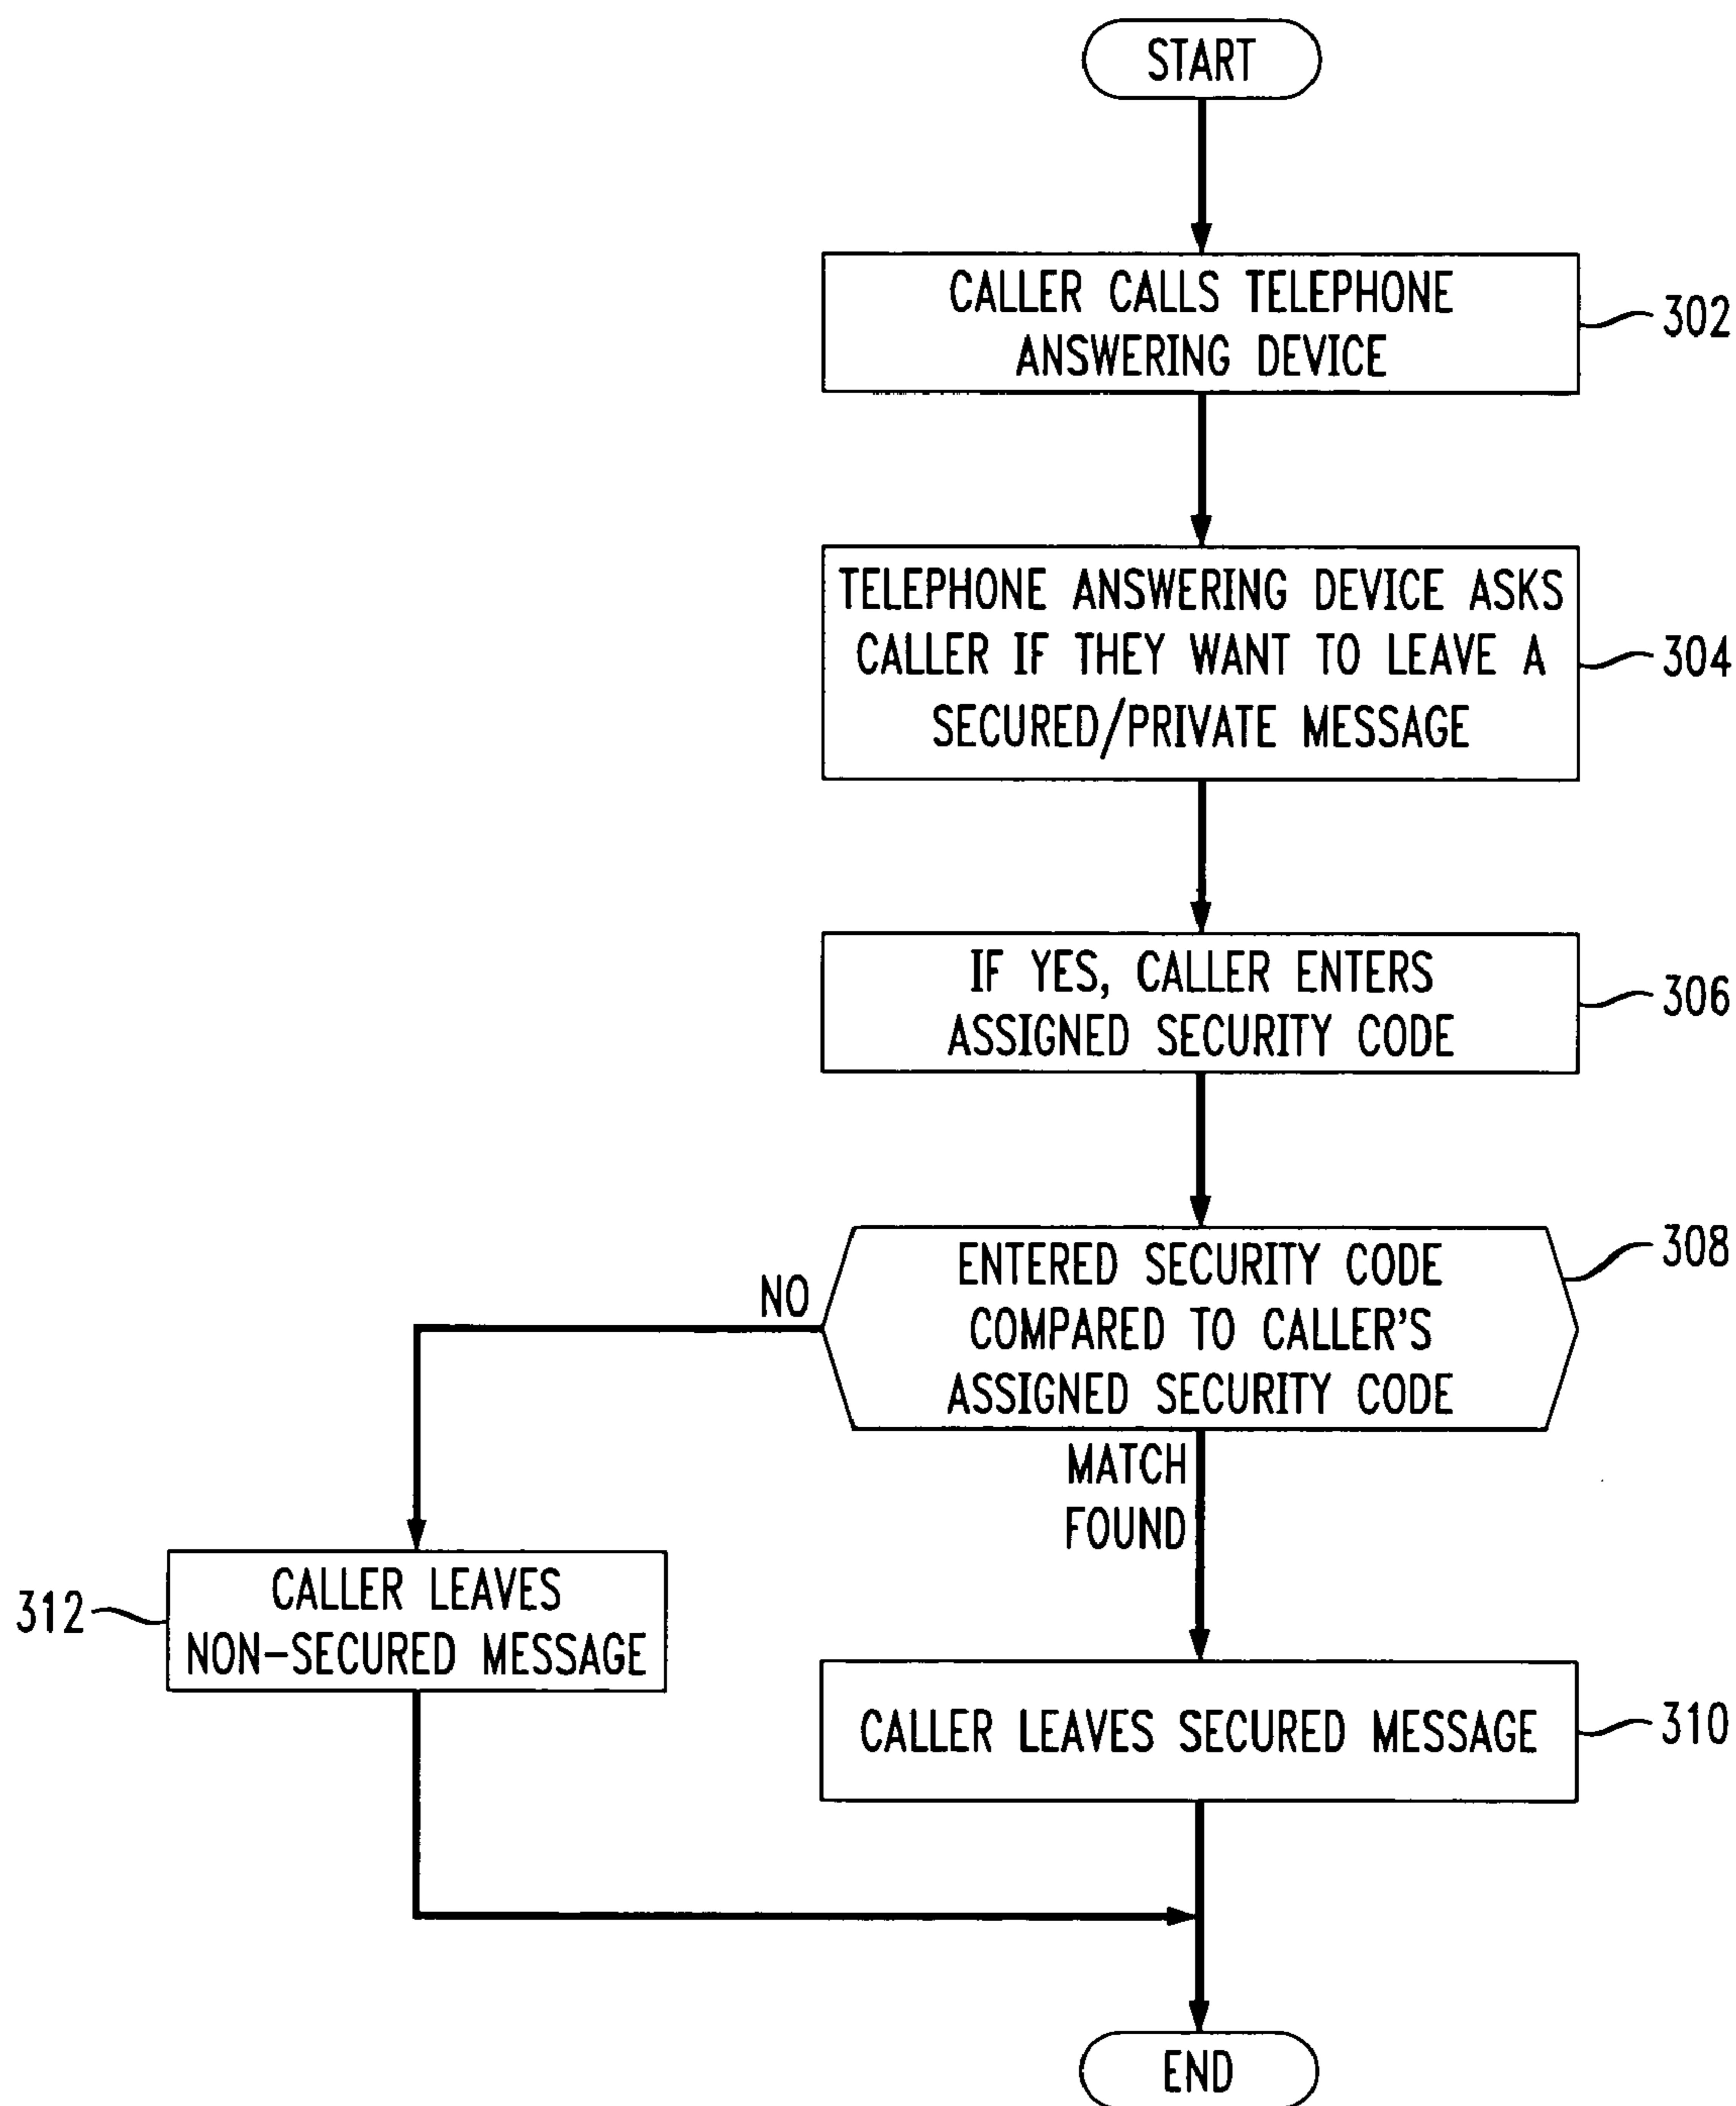 START
CALLER CALLS TELEPHONE
ANSWERING DEVICE
302
TELEPHONE ANSWERING DEVICE ASKS
CALLER IF THEY WANT TO LEAVE A
SECURED/PRIVATE MESSAGE
304
IF YES, CALLER ENTERS
ASSIGNED SECURITY CODE
306
ENTERED SECURITY CODE
COMPARED TO CALLER'S
ASSIGNED SECURITY CODE
308
NO
MATCH
FOUND
312
CALLER LEAVES
NON-SECURED MESSAGE
CALLER LEAVES SECURED MESSAGE
310
END